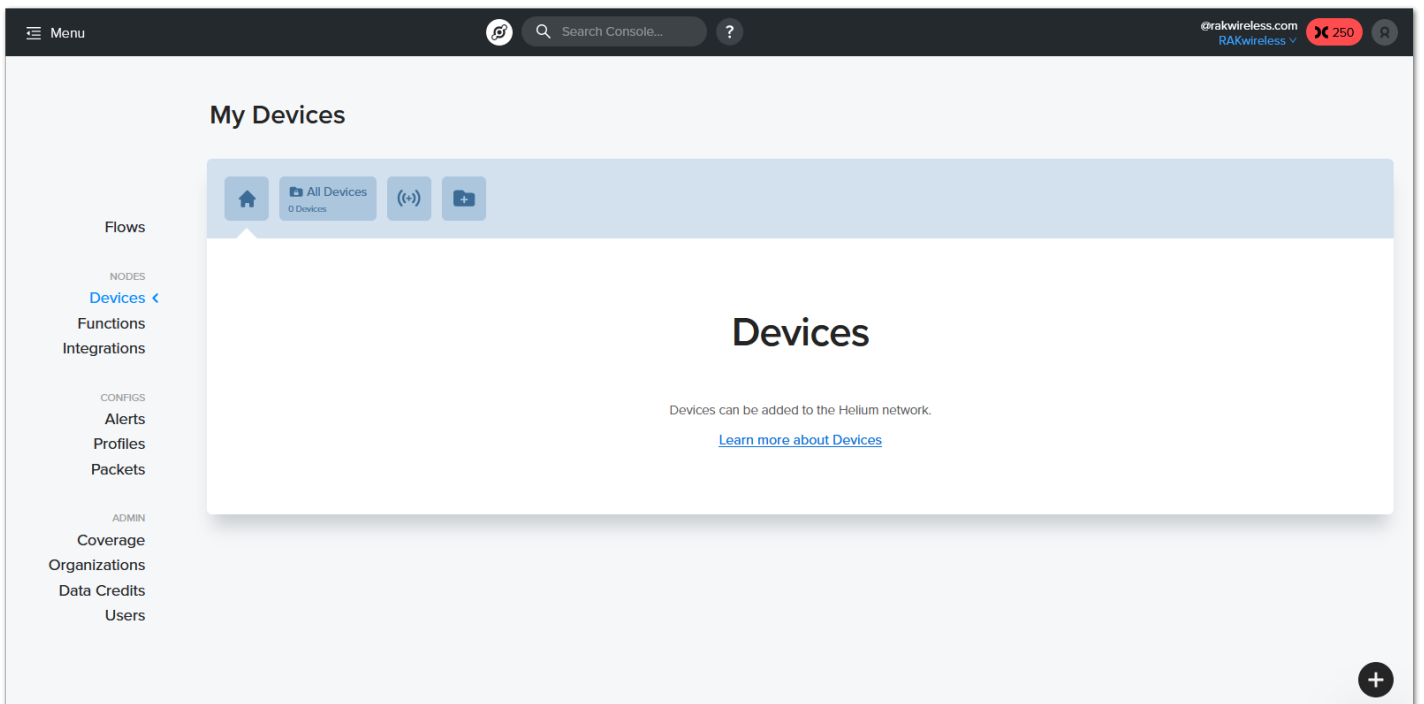 Menu
Search Console...
?
@rakwireless.com
RAKwireless
250
My Devices
All Devices
0 Devices
Flows
NODES
Devices
Functions
Integrations
CONFIGS
Alerts
Profiles
Packets
ADMIN
Coverage
Organizations
Data Credits
Users
Devices
Devices can be added to the Helium network.
Learn more about Devices